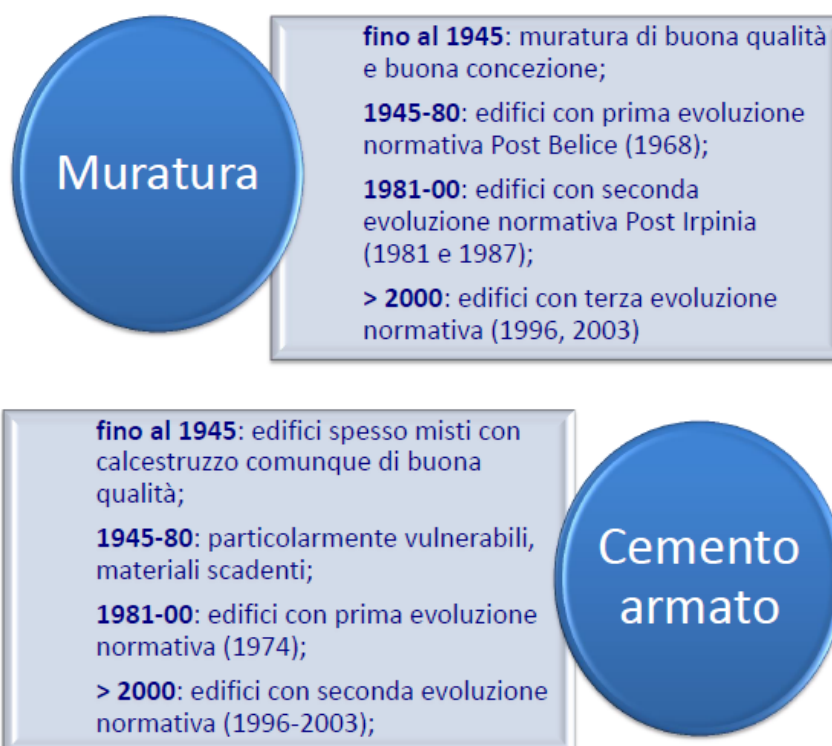 Muratura
fino al 1945: muratura di buona qualità
e buona concezione;
1945-80: edifici con prima evoluzione
normativa Post Belice (1968);
1981-00: edifici con seconda
evoluzione normativa Post Irpinia
(1981 e 1987);
> 2000: edifici con terza evoluzione
normativa (1996, 2003)
fino al 1945: edifici spesso misti con
calcestruzzo comunque di buona
qualità;
1945-80: particolarmente vulnerabili,
materiali scadenti;
1981-00: edifici con prima evoluzione
normativa (1974);
> 2000: edifici con seconda evoluzione
normativa (1996-2003);
Cemento
armato